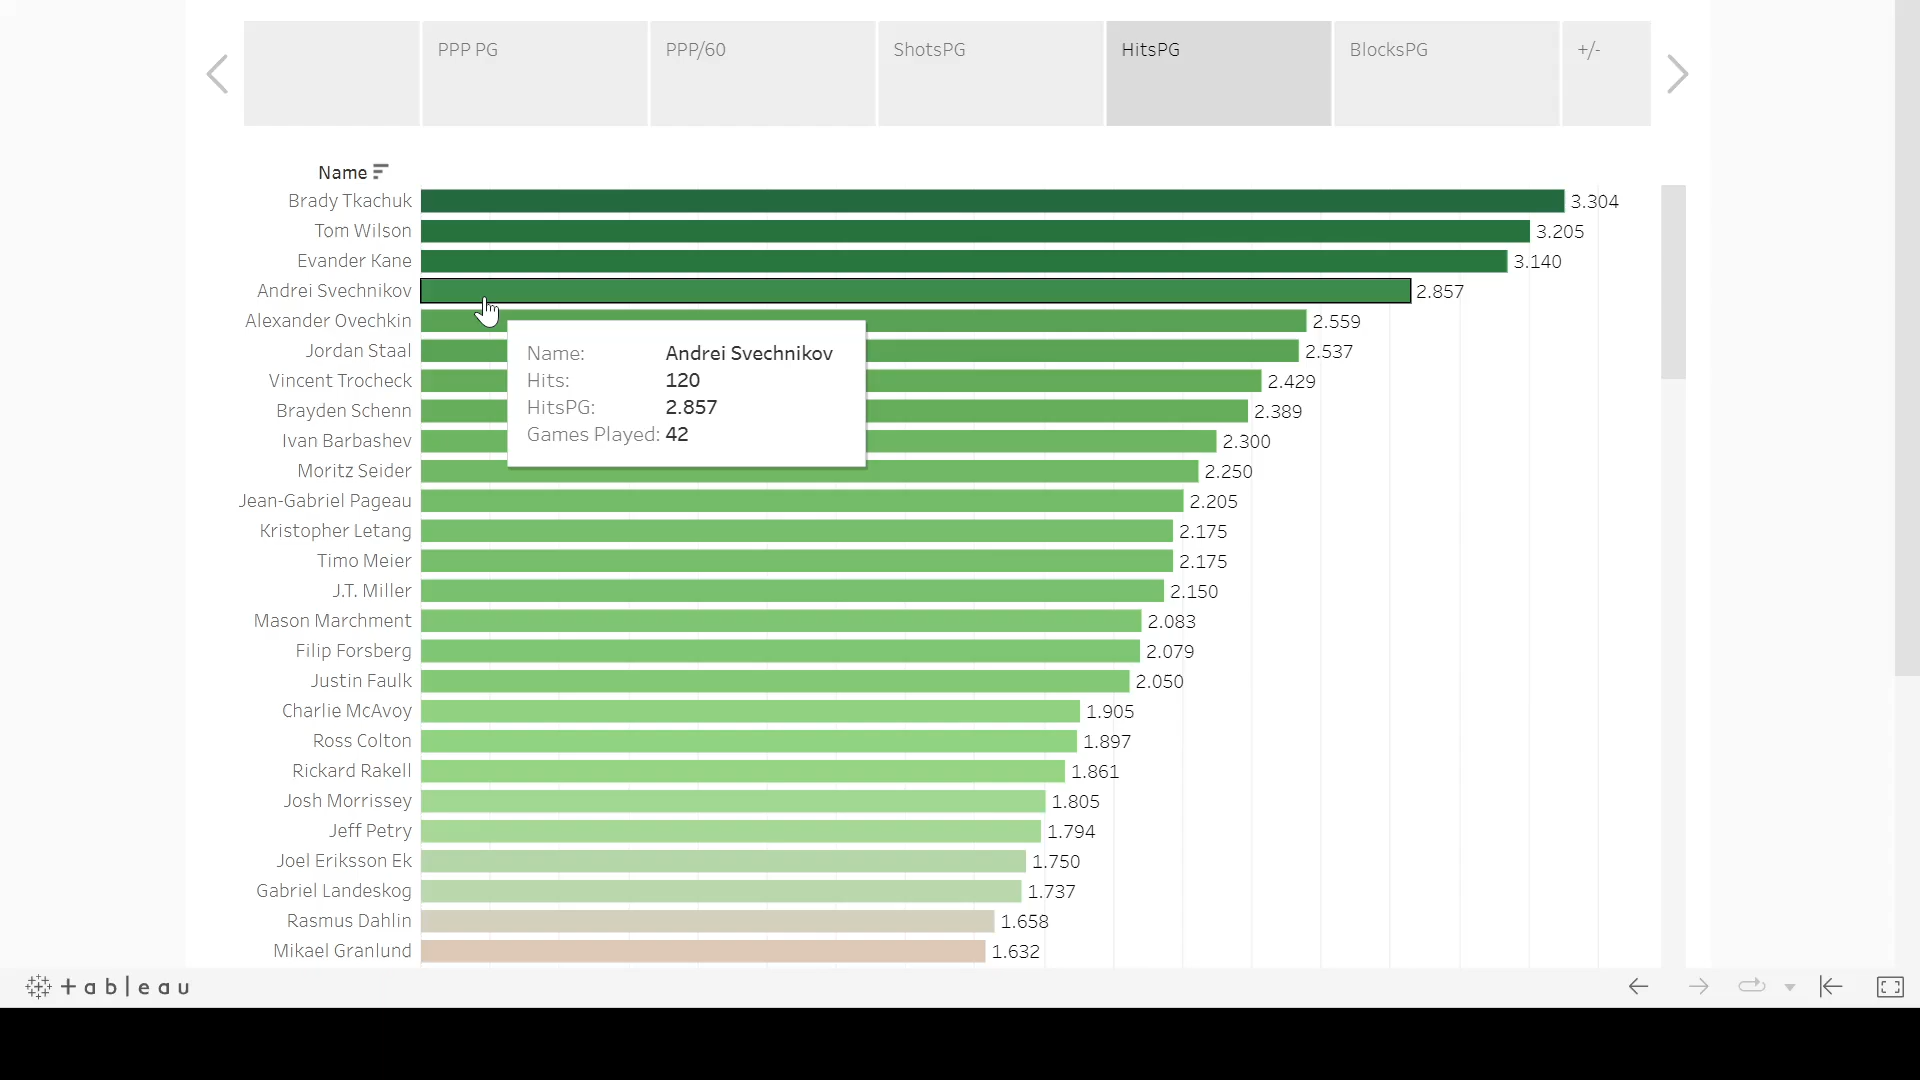 PPP PG
PPP/60
ShotsPG
HitsPG
BlocksPG
+/-
Name
Brady Tkachuk 3.304
Tom Wilson 3.205
Evander Kane 3.140
Andrei Svechnikov 2.857
Alexander Ovechkin 2.559
Jordan Staal 2.537
Vincent Trocheck 2.429
Brayden Schenn 2.389
Ivan Barbashev 2.300
Moritz Seider 2.250
Jean-Gabriel Pageau 2.205
Kristopher Letang 2.175
Timo Meier 2.175
J.T. Miller 2.150
Mason Marchment 2.083
Filip Forsberg 2.079
Justin Faulk 2.050
Charlie McAvoy 1.905
Ross Colton 1.897
Rickard Rakell 1.861
Josh Morrissey 1.805
Jeff Petry 1.794
Joel Eriksson Ek 1.750
Gabriel Landeskog 1.737
Rasmus Dahlin 1.658
Mikael Granlund 1.632
Name: Andrei Svechnikov
Hits: 120
HitsPG: 2.857
Games Played: 42
+ableau